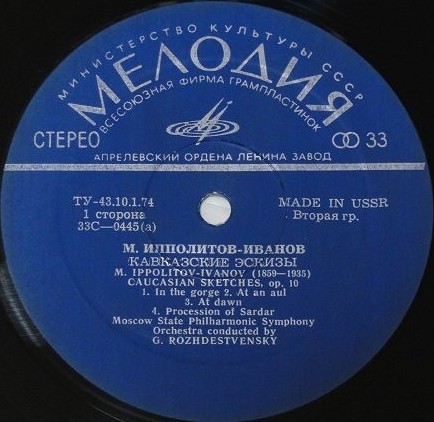 МИНИСТЕРСТВО КУЛЬТУРЫ СССР
МЕЛОДИЯ
ВСЕСОЮЗНАЯ ФИРМА ГРАМПЛАСТИНОК
СТЕРЕО
33
АПРЕЛЕВСКИЙ ОРДЕНА ЛЕНИНА ЗАВОД
ТУ-43.10.1.74
1 сторона
33С—0445(а)
MADE IN USSR
Вторая гр.
М. ИППОЛИТОВ-ИВАНОВ
КАВКАЗСКИЕ ЭСКИЗЫ
M. IPPOLITOV-IVANOV (1859—1935)
CAUCASIAN SKETCHES, op. 10
1. In the gorge 2. At an aul
3. At dawn
4. Procession of Sardar
Moscow State Philharmonic Symphony
Orchestra conducted by
G. ROZHDESTVENSKY